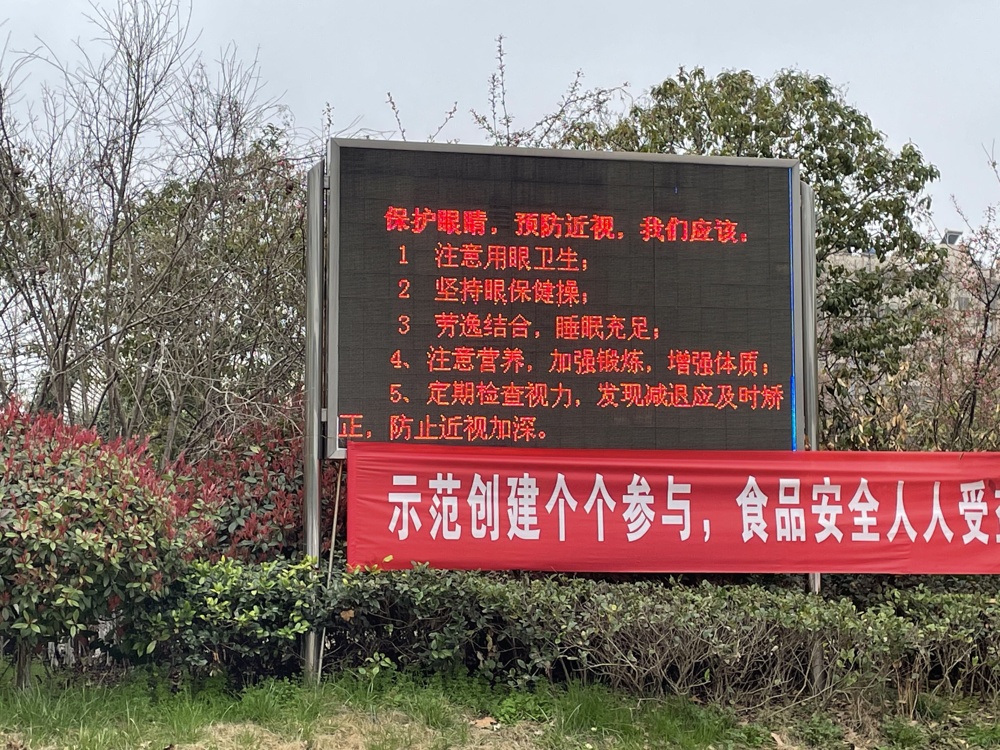 保护眼睛，预防近视，我们应该：
1 注意用眼卫生；
2 坚持眼保健操；
3 劳逸结合，睡眠充足；
4、注意营养，加强锻炼，增强体质；
5、定期检查视力，发现减退应及时矫
正，防止近视加深。
示范创建个个参与，食品安全人人受